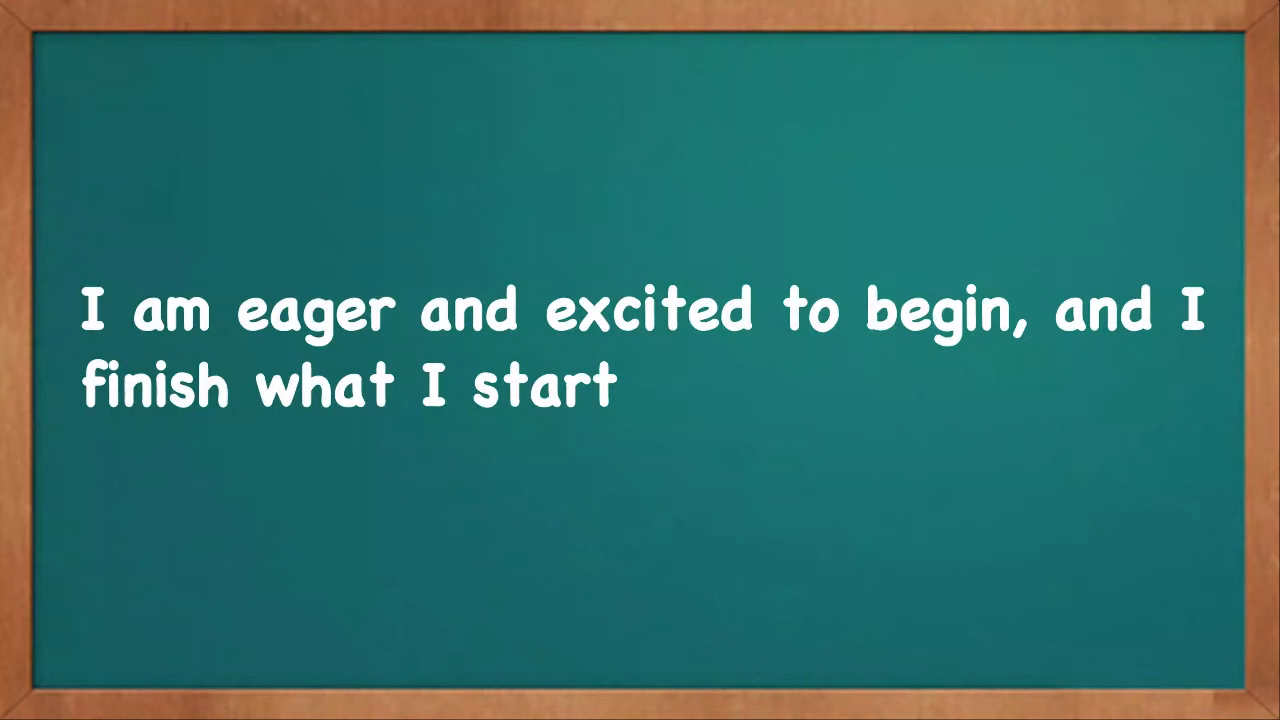 I am eager and excited to begin, and I
finish what I start